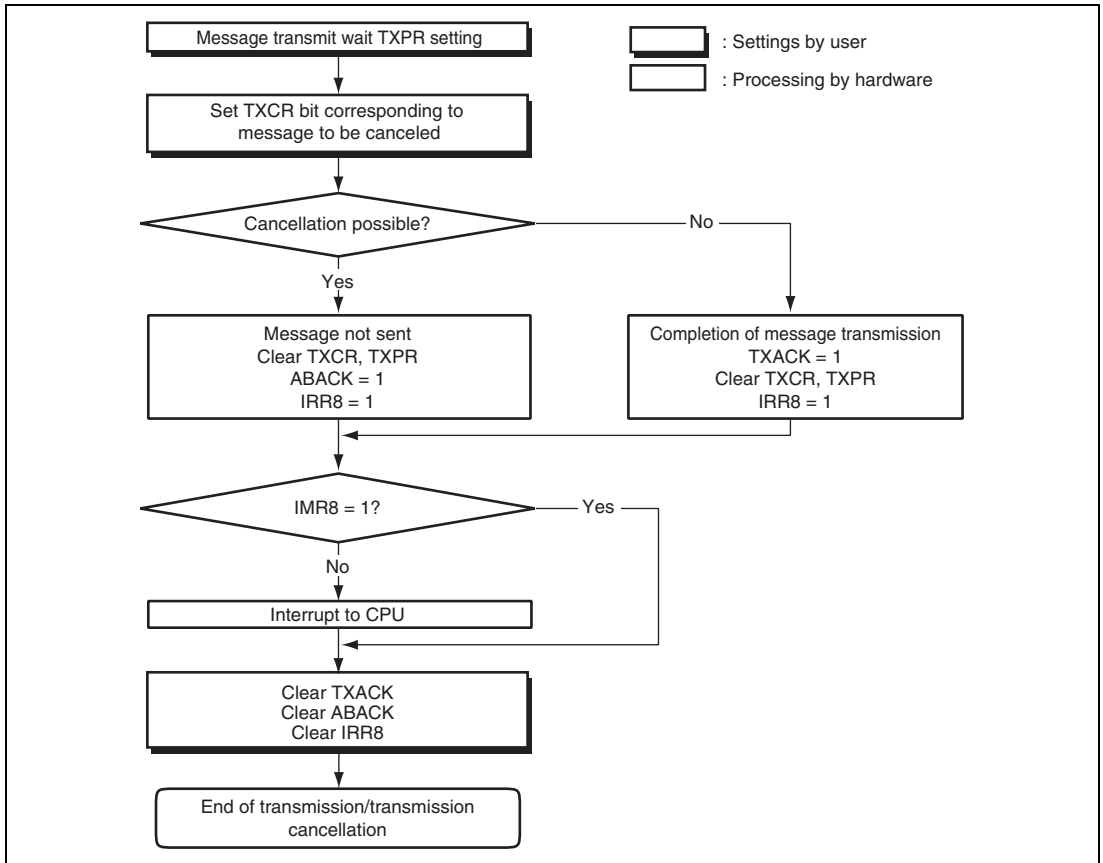 Message transmit wait TXPR setting
: Settings by user
: Processing by hardware
Set TXCR bit corresponding to
message to be canceled
Cancellation possible?
No
Yes
Message not sent
Clear TXCR, TXPR
ABACK = 1
IRR8 = 1
Completion of message transmission
TXACK = 1
Clear TXCR, TXPR
IRR8 = 1
IMR8 = 1?
Yes
No
Interrupt to CPU
Clear TXACK
Clear ABACK
Clear IRR8
End of transmission/transmission
cancellation